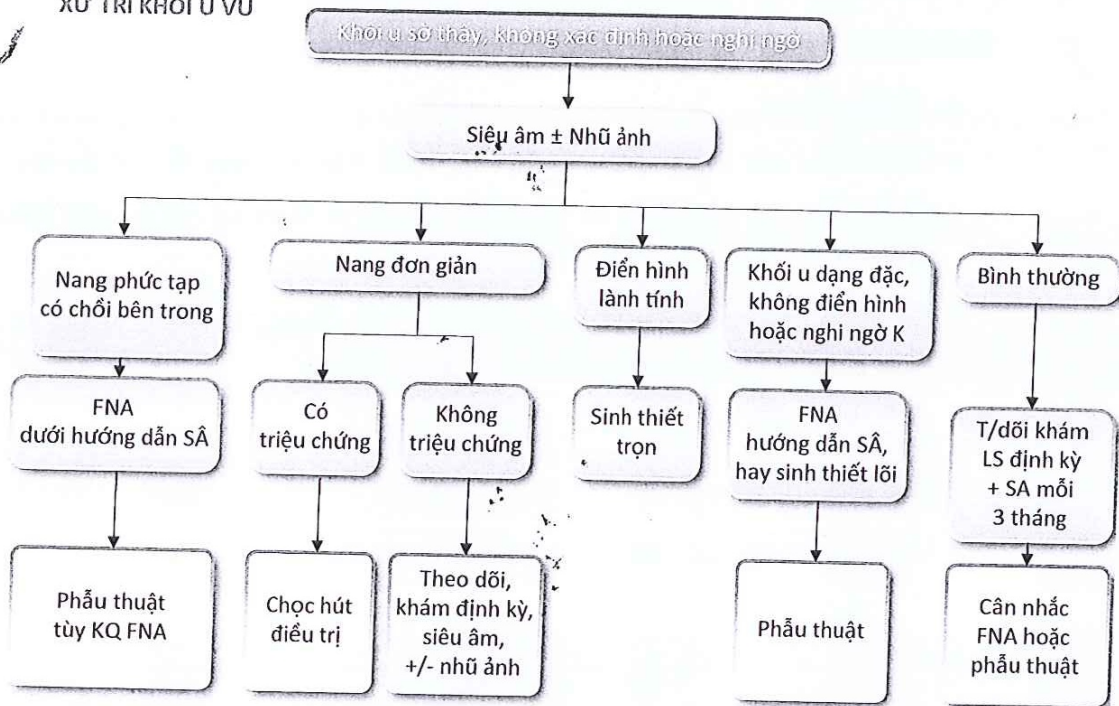 XỬ TRÍ KHỐI U VÚ
Khối u sờ thấy, không xác định hoặc nghi ngờ
Siêu âm ± Nhũ ảnh
Nang phức tạp
có chồi bên trong
Nang đơn giản
Điển hình
lành tính
Khối u dạng đặc,
không điển hình
hoặc nghi ngờ K
Bình thường
FNA
dưới hướng dẫn SÂ
Có
triệu chứng
Không
triệu chứng
Sinh thiết
trọn
FNA
hướng dẫn SÂ,
hay sinh thiết lõi
T/dõi khám
LS định kỳ
+ SA mỗi
3 tháng
Phẫu thuật
tùy KQ FNA
Chọc hút
điều trị
Theo dõi,
khám định kỳ,
siêu âm,
+/- nhũ ảnh
Phẫu thuật
Cân nhắc
FNA hoặc
phẫu thuật